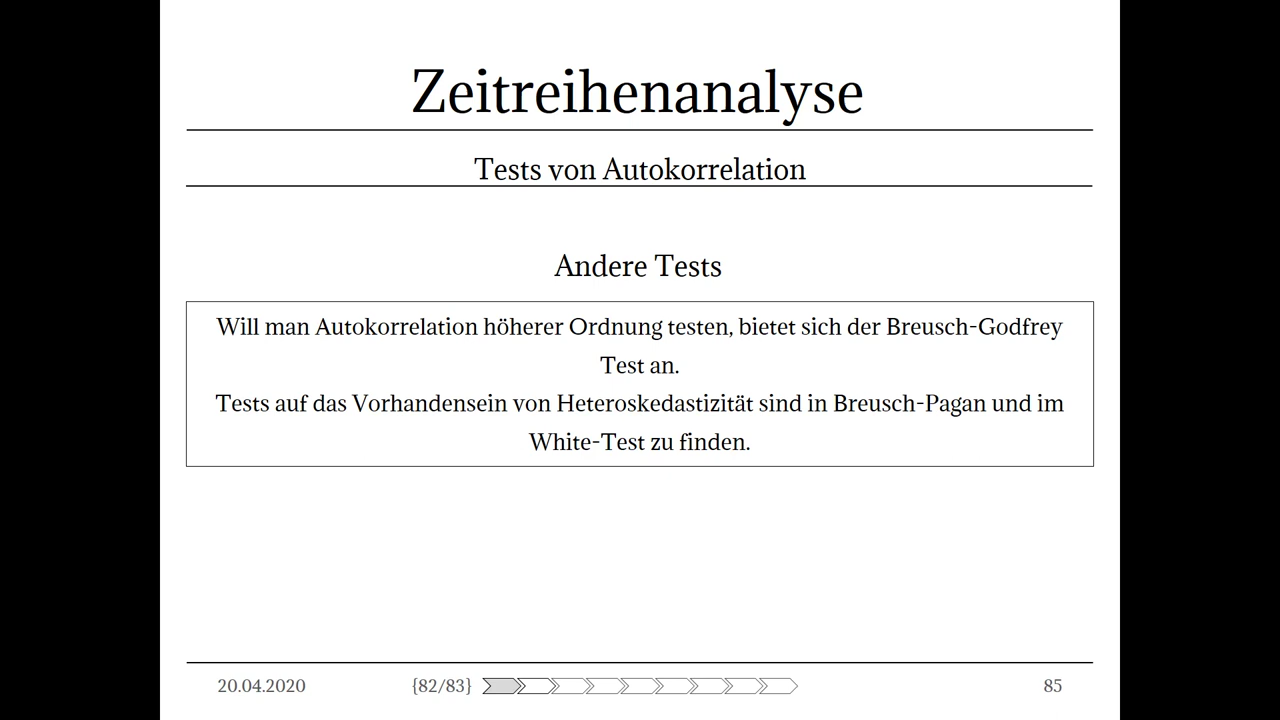 Zeitreihenanalyse
Tests von Autokorrelation
Andere Tests
Will man Autokorrelation höherer Ordnung testen, bietet sich der Breusch-Godfrey
Test an.
Tests auf das Vorhandensein von Heteroskedastizität sind in Breusch-Pagan und im
White-Test zu finden.
20.04.2020 {82/83} 85